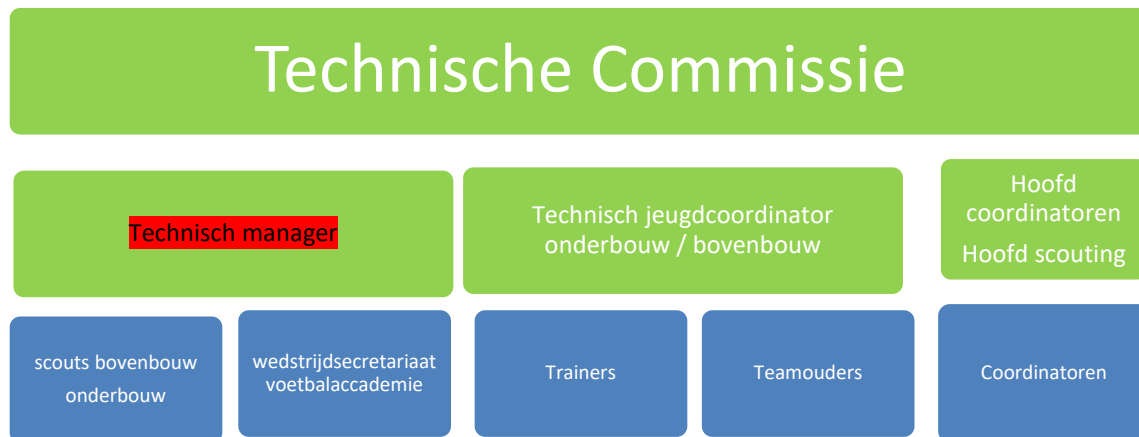 Technische Commissie
Technisch manager
Technisch jeugdcoordinator
onderbouw / bovenbouw
Hoofd
coordinatoren
Hoofd scouting
scouts bovenbouw
onderbouw
wedstrijdsecretariaat
voetbalaccademie
Trainers
Teamouders
Coordinatoren